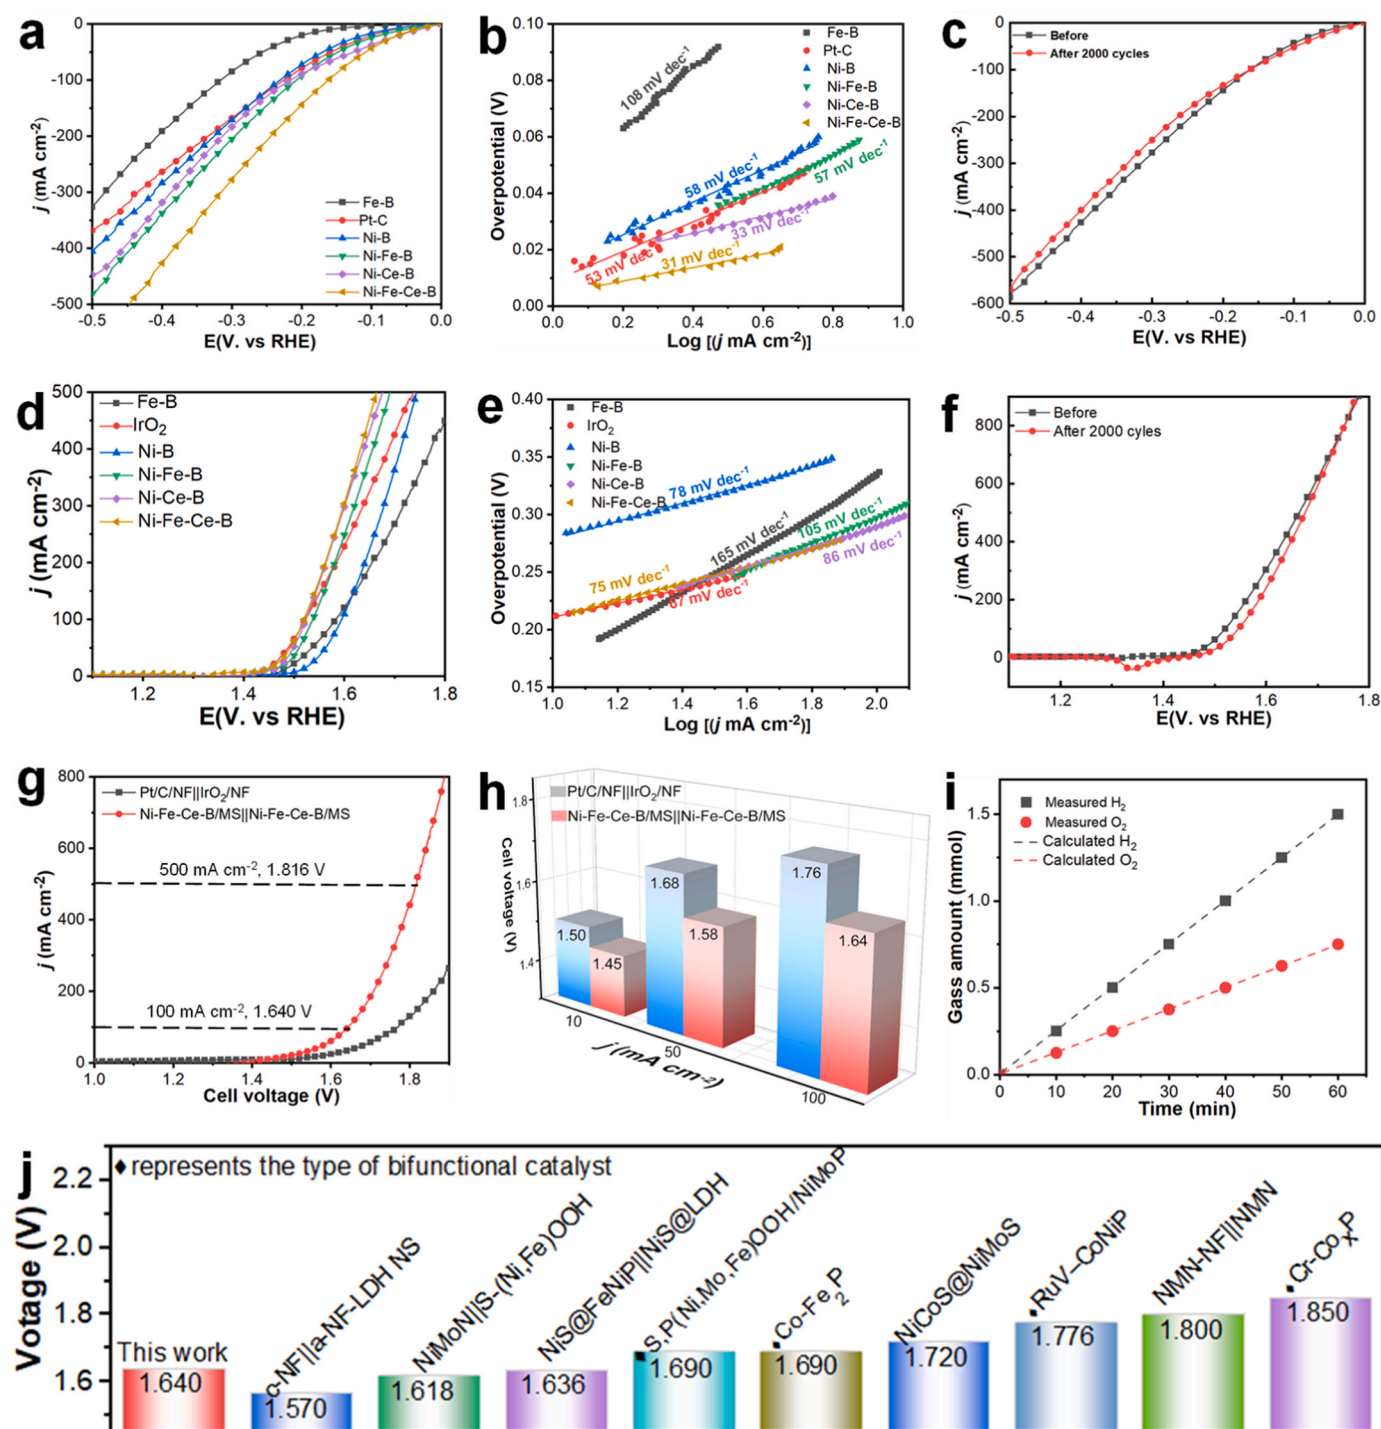 a
0
-100
-200
-300
-400
-500
j (mA cm-2)
Fe-B
Pt-C
Ni-B
Ni-Fe-B
Ni-Ce-B
Ni-Fe-Ce-B
-0.5 -0.4 -0.3 -0.2 -0.1 0.0
E(V. vs RHE)
b
0.10
0.08
0.06
0.04
0.02
0.00
Overpotential (V)
Fe-B
Pt-C
Ni-B
Ni-Fe-B
Ni-Ce-B
Ni-Fe-Ce-B
108 mV dec-1
58 mV dec-1
57 mV dec-1
33 mV dec-1
53 mV dec-1
31 mV dec-1
0.0 0.2 0.4 0.6 0.8 1.0
Log [(j mA cm-2)]
c
0
-100
-200
-300
-400
-500
-600
j (mA cm-2)
Before
After 2000 cycles
-0.5 -0.4 -0.3 -0.2 -0.1 0.0
E(V. vs RHE)
d
500
400
300
200
100
0
j (mA cm-2)
Fe-B
IrO2
Ni-B
Ni-Fe-B
Ni-Ce-B
Ni-Fe-Ce-B
1.2 1.4 1.6 1.8
E(V. vs RHE)
e
0.40
0.35
0.30
0.25
0.20
0.15
Overpotential (V)
Fe-B
IrO2
Ni-B
Ni-Fe-B
Ni-Ce-B
Ni-Fe-Ce-B
78 mV dec-1
165 mV dec-1
105 mV dec-1
86 mV dec-1
75 mV dec-1
67 mV dec-1
1.0 1.2 1.4 1.6 1.8 2.0
Log [(j mA cm-2)]
f
800
600
400
200
0
j (mA cm-2)
Before
After 2000 cyles
1.2 1.4 1.6 1.8
E(V. vs RHE)
g
800
600
400
200
0
j (mA cm-2)
Pt/C/NF||IrO2/NF
Ni-Fe-Ce-B/MS||Ni-Fe-Ce-B/MS
500 mA cm-2, 1.816 V
100 mA cm-2, 1.640 V
1.0 1.2 1.4 1.6 1.8
Cell voltage (V)
h
1.8
1.6
1.4
Cell voltage (V)
Pt/C/NF||IrO2/NF
Ni-Fe-Ce-B/MS||Ni-Fe-Ce-B/MS
1.50
1.45
1.68
1.58
1.76
1.64
10
50
100
j (mA cm-2)
i
1.5
1.0
0.5
0.0
Gass amount (mmol)
Measured H2
Measured O2
Calculated H2
Calculated O2
0 10 20 30 40 50 60
Time (min)
j
2.2
2.0
1.8
1.6
Votage (V)
♦ represents the type of bifunctional catalyst
This work
c-NF||a-NF-LDH NS
NiMoN||S-(Ni,Fe)OOH
NiS@FeNiP||NiS@LDH
♦S,P(Ni,Mo,Fe)OOH/NiMoP
♦Co-Fe2P
NiCoS@NiMoS
♦RuV-CoNiP
NMN-NF||NMN
♦Cr-CoxP
1.640
1.570
1.618
1.636
1.690
1.690
1.720
1.776
1.800
1.850